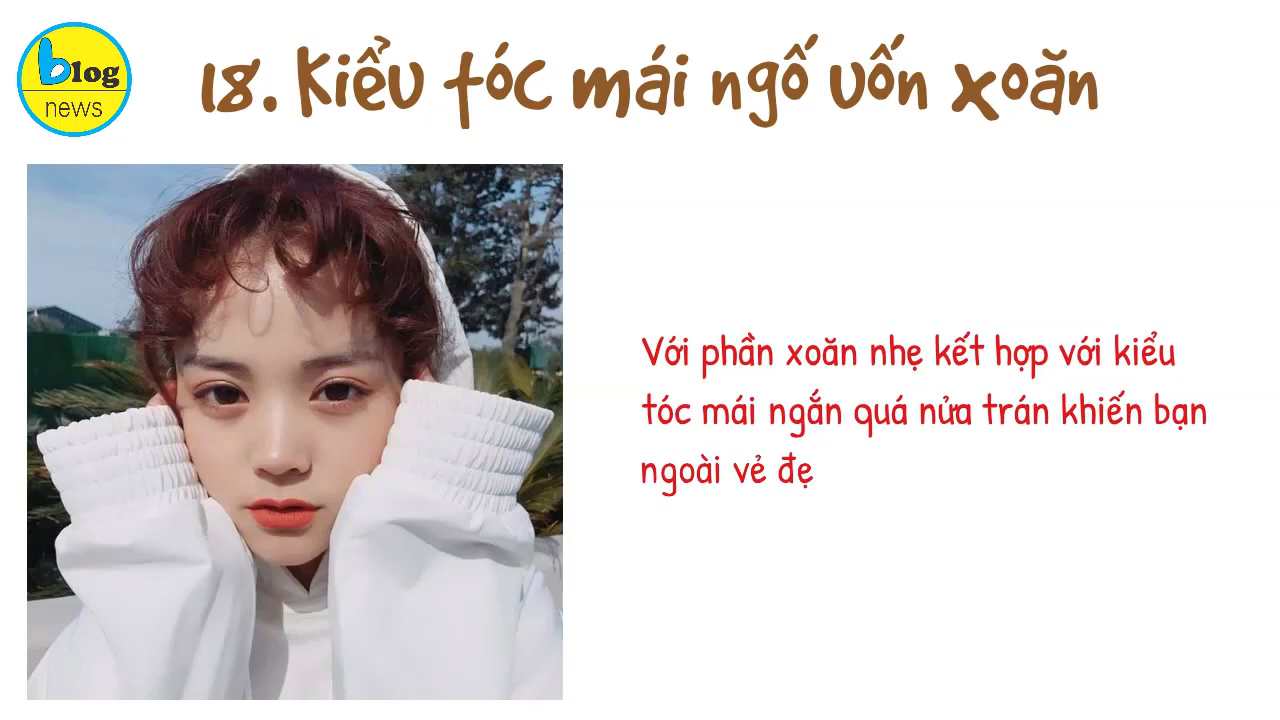 blog
news
18. Kiểu tóc mái ngố uốn xoăn
Với phần xoăn nhẹ kết hợp với kiểu
tóc mái ngắn quá nửa trán khiến bạn
ngoài vẻ đẹ